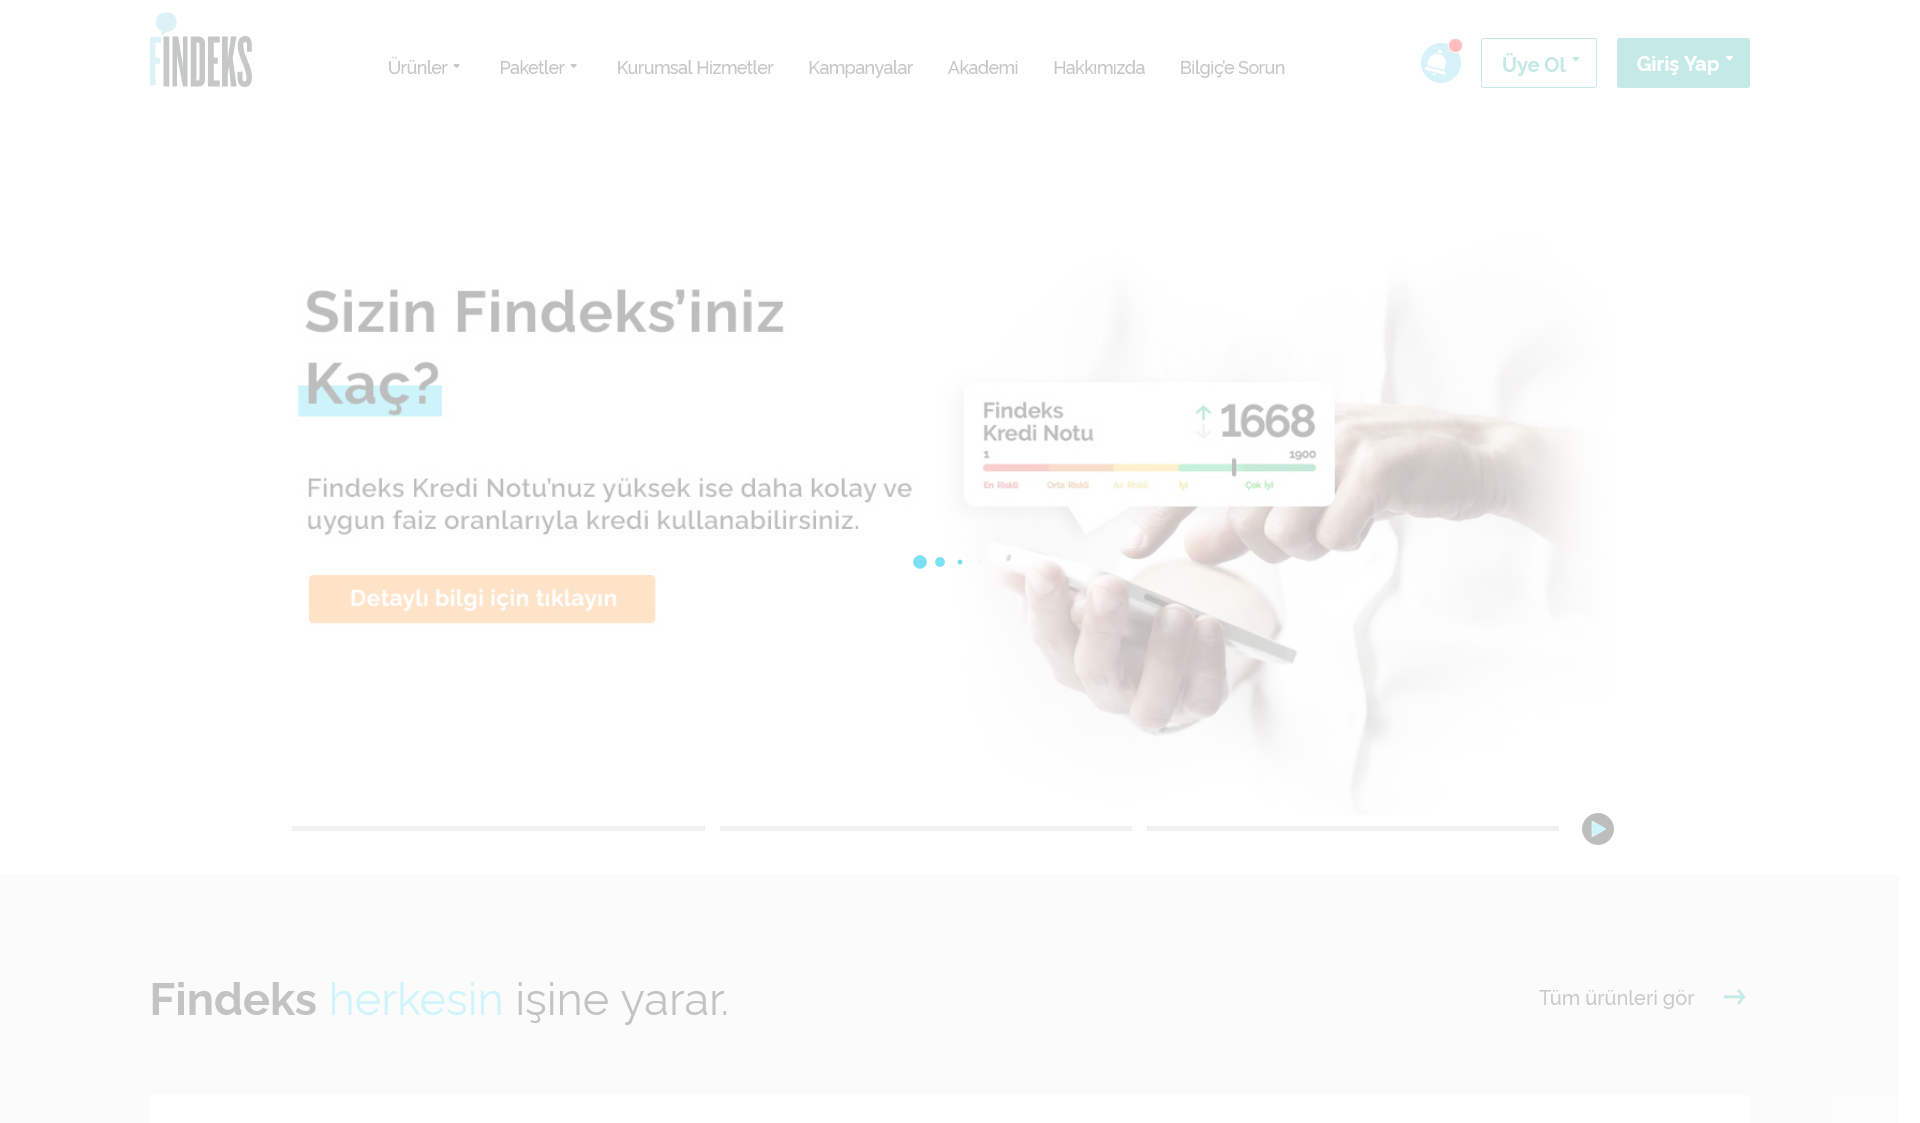 FINDEKS
Ürünler
Paketler
Kurumsal Hizmetler
Kampanyalar
Akademi
Hakkımızda
Bilgiç'e Sorun
Üye Ol
Giriş Yap
Sizin Findeks’iniz
Kaç?
Findeks Kredi Notu’nuz yüksek ise daha kolay ve
uygun faiz oranlarıyla kredi kullanabilirsiniz.
Detaylı bilgi için tıklayın
Findeks
Kredi Notu
1668
1
1900
En Riskli
Orta Riskli
Az Riskli
İyi
Çok İyi
Findeks herkesin işine yarar.
Tüm ürünleri gör